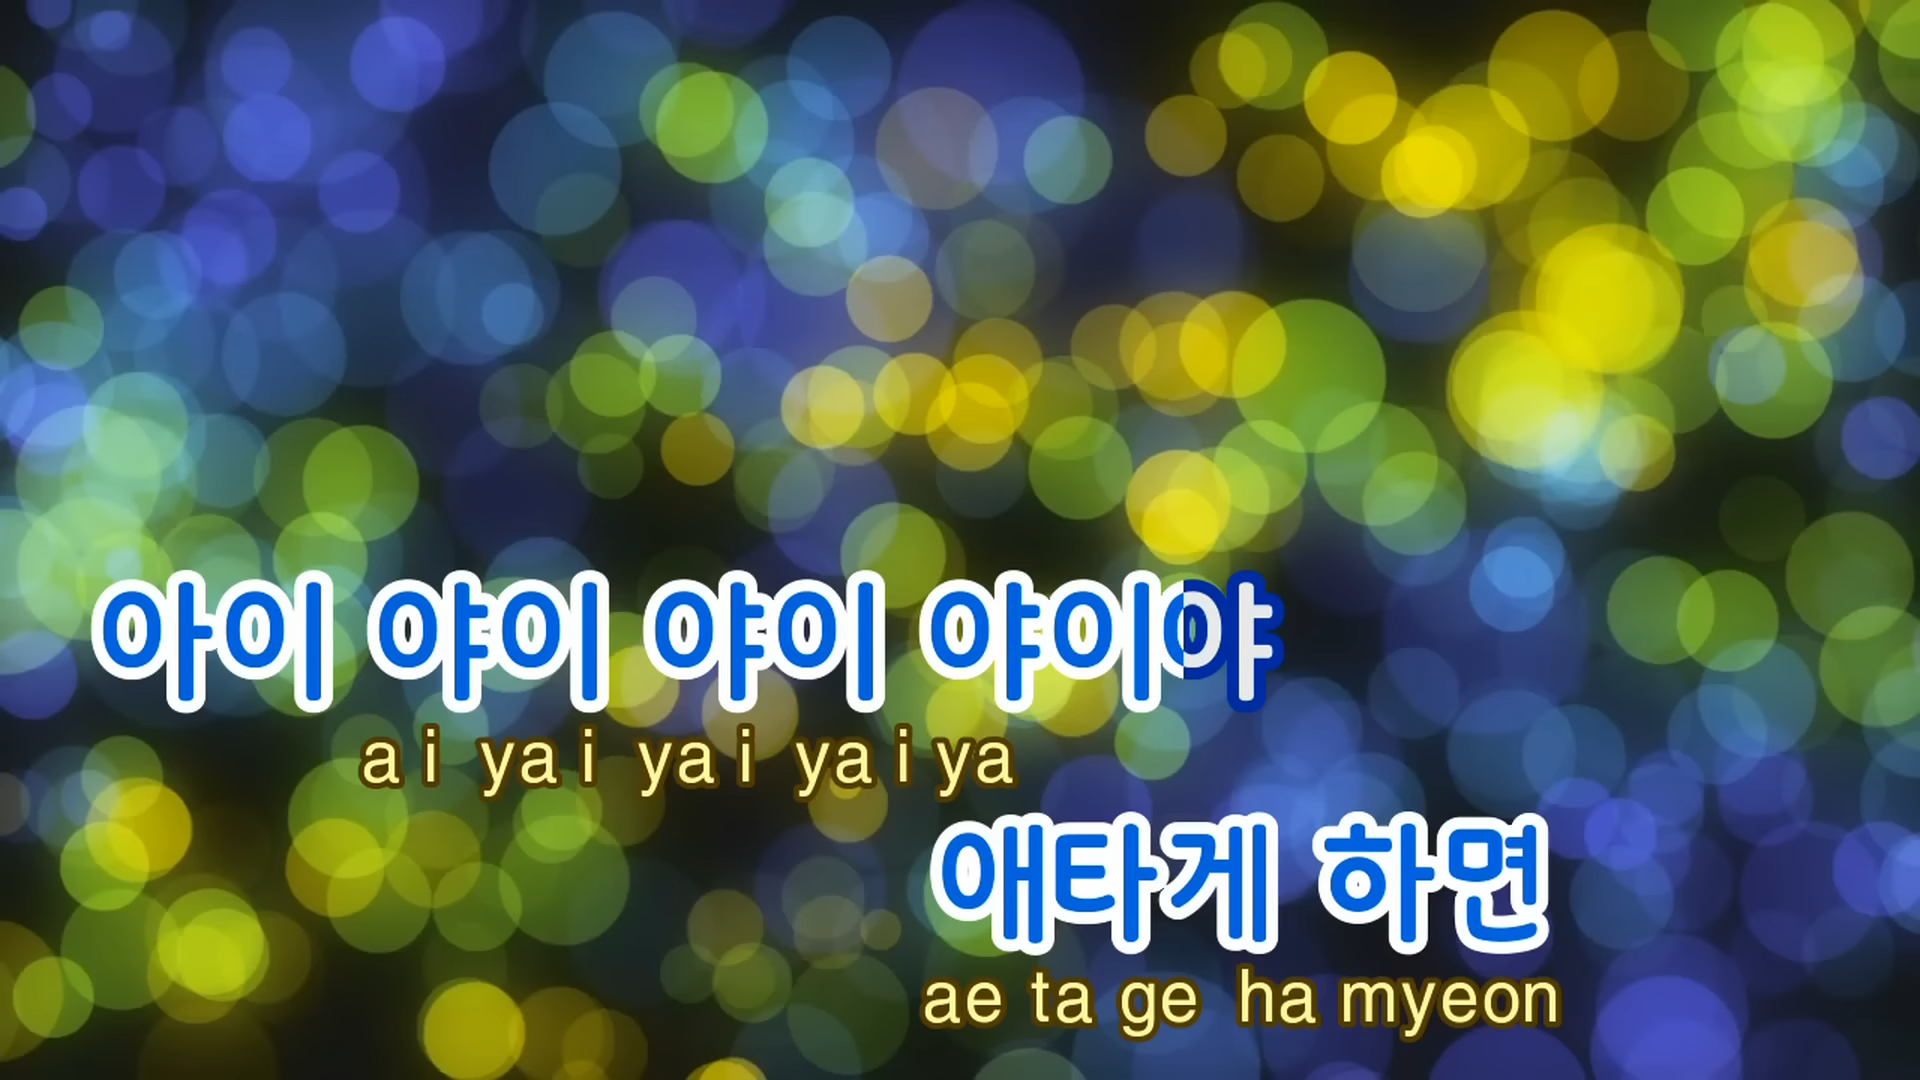 아이 야이 야이 야이야
a i ya i ya i ya i ya
애타게 하면
ae ta ge ha myeon